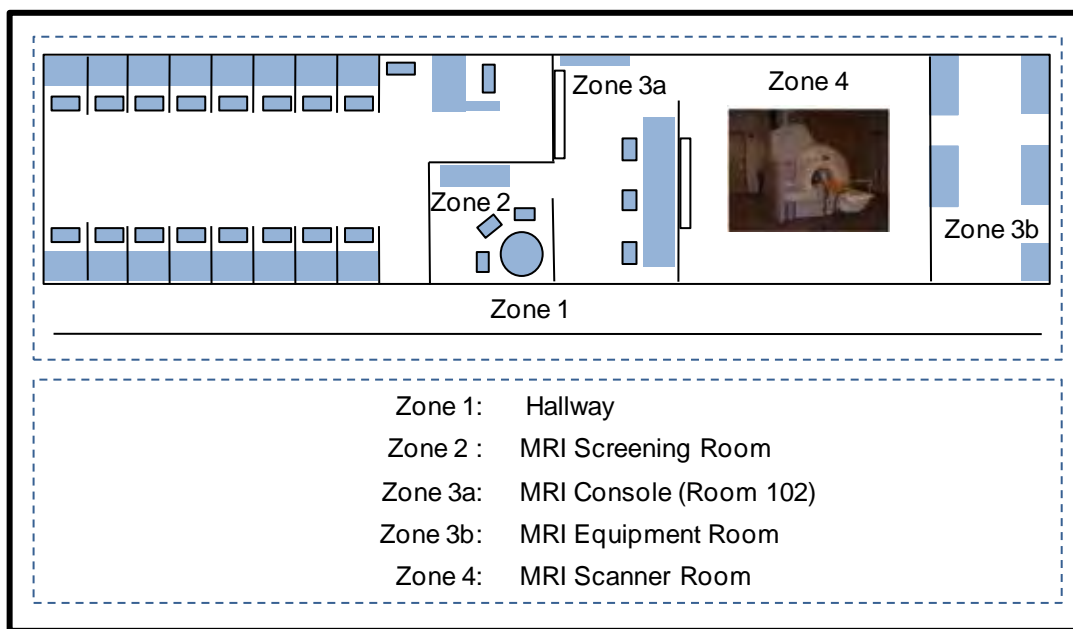 Zone 3a
Zone 4
Zone 2
Zone 3b
Zone 1
Zone 1: Hallway
Zone 2 : MRI Screening Room
Zone 3a: MRI Console (Room 102)
Zone 3b: MRI Equipment Room
Zone 4: MRI Scanner Room